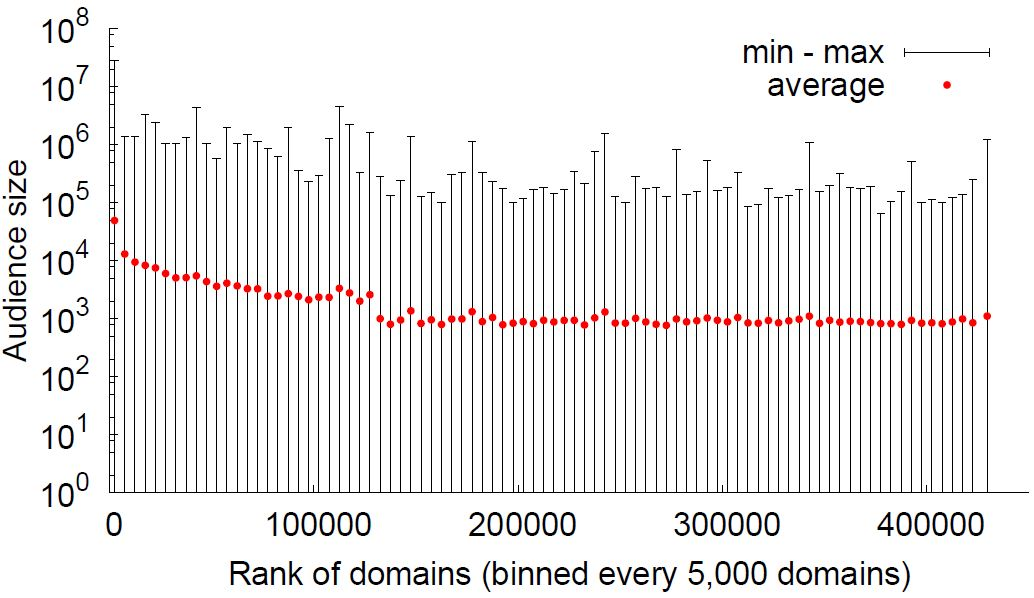 min - max
average
10^8
10^7
10^6
10^5
10^4
10^3
10^2
10^1
10^0
Audience size
0 100000 200000 300000 400000
Rank of domains (binned every 5,000 domains)